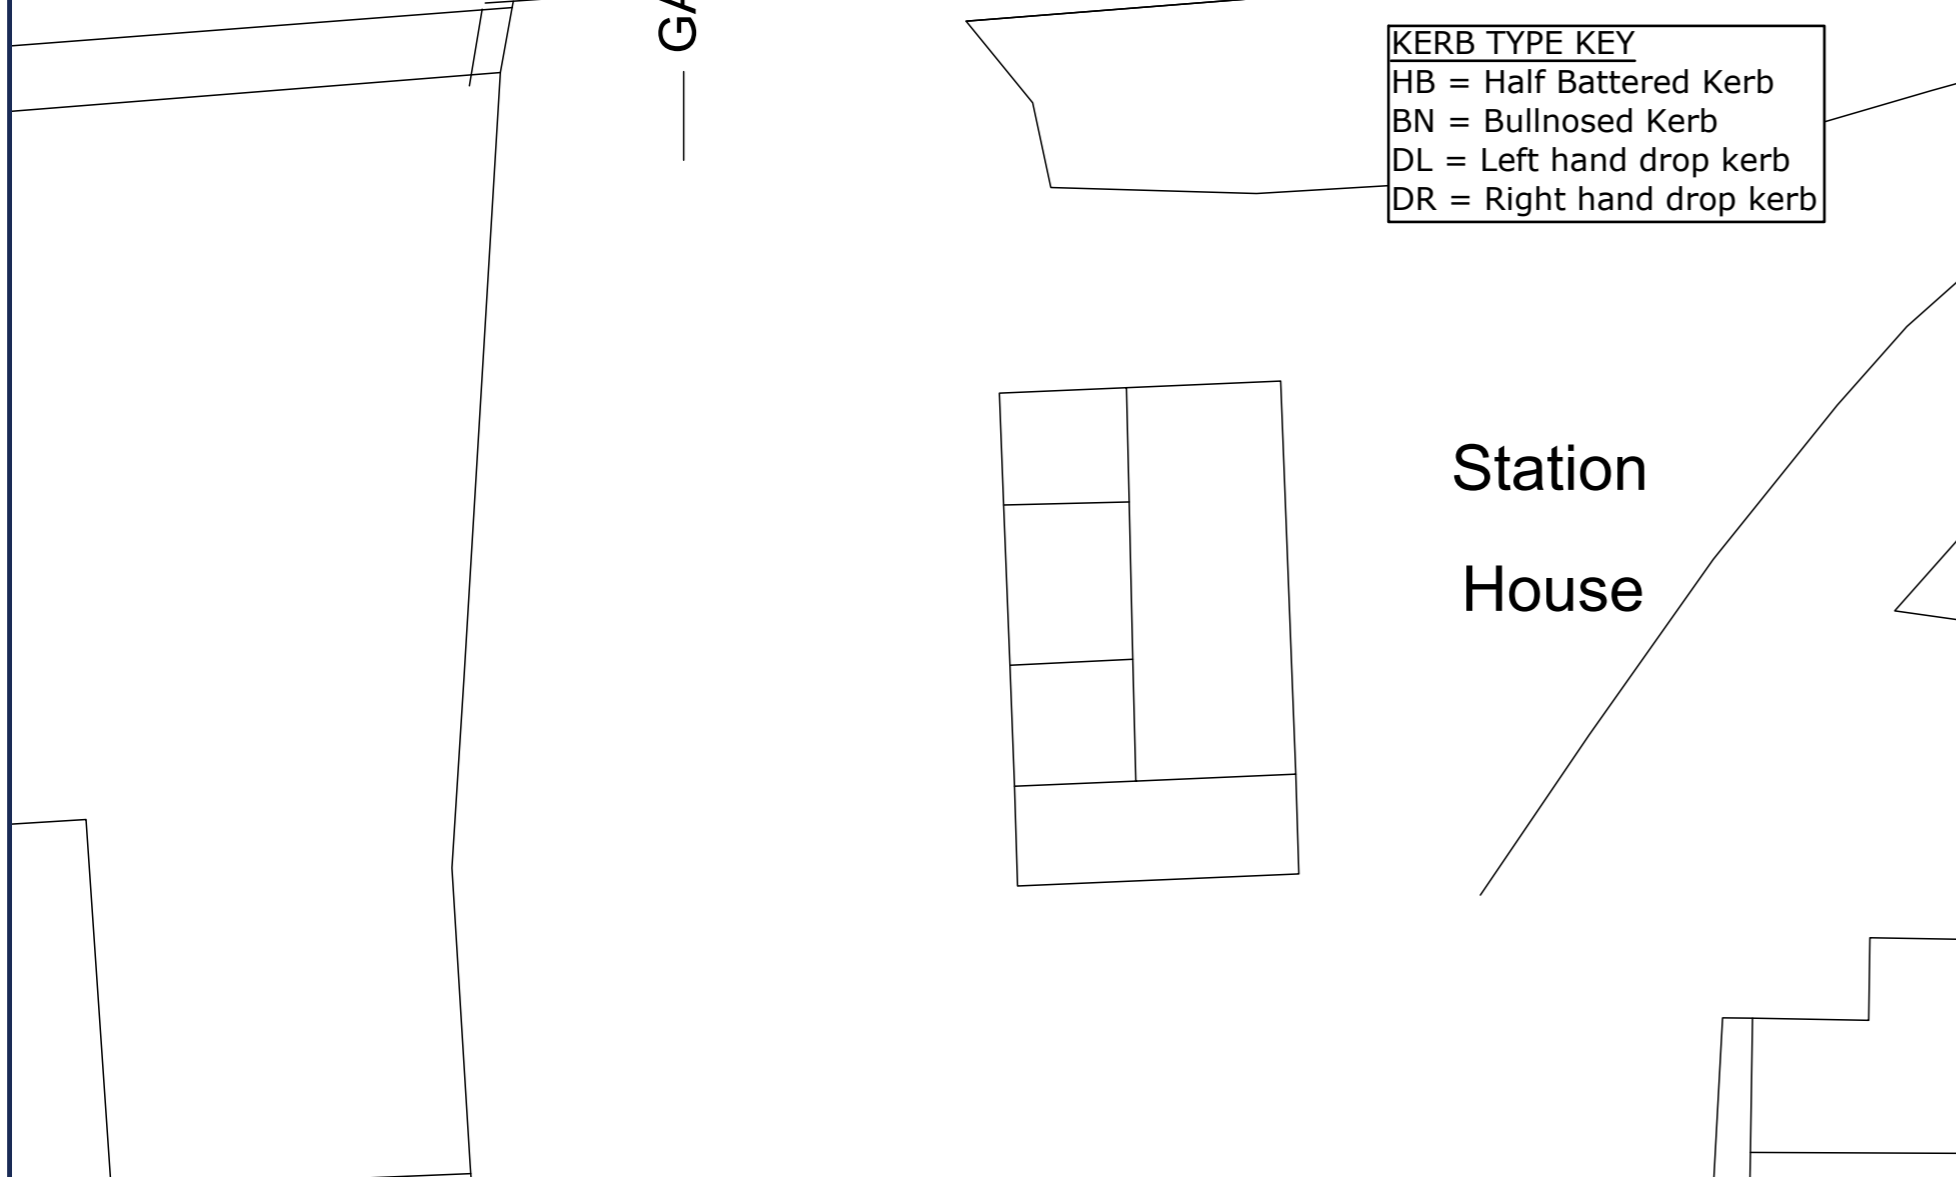 KERB TYPE KEY
HB = Half Battered Kerb
BN = Bullnosed Kerb
DL = Left hand drop kerb
DR = Right hand drop kerb
Station
House